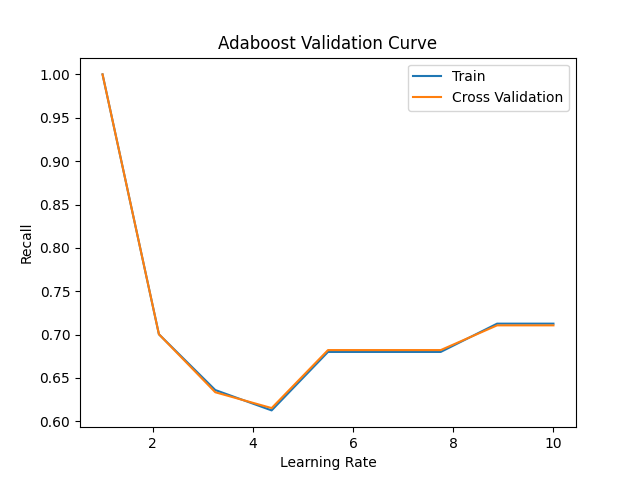 Adaboost Validation Curve
Train
Cross Validation
1.00
0.95
0.90
0.85
0.80
0.75
0.70
0.65
0.60
Recall
2 4 6 8 10
Learning Rate